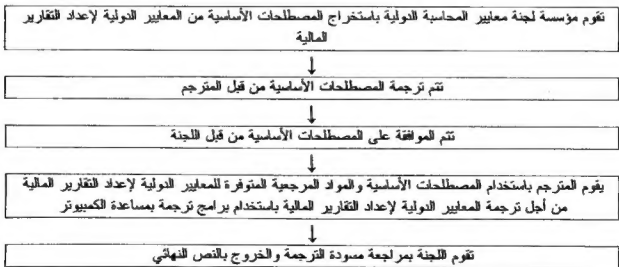 تقوم مؤسسة لجنة معايير المحاسبة الدولية باستخراج المصطلحات الأساسية من المعايير الدولية لإعداد التقارير
المالية
تتم ترجمة المصطلحات الأساسية من قبل المترجم
تتم الموافقة على المصطلحات الأساسية من قبل اللجنة
يقوم المترجم باستخدام المصطلحات الأساسية والمواد المرجعية المتوفرة للمعايير الدولية لإعداد التقارير المالية
من أجل ترجمة المعايير الدولية لإعداد التقارير المالية باستخدام برامج ترجمة بمساعدة الكمبيوتر
تقوم اللجنة بمراجعة مسودة الترجمة والخروج بالنص النهائي